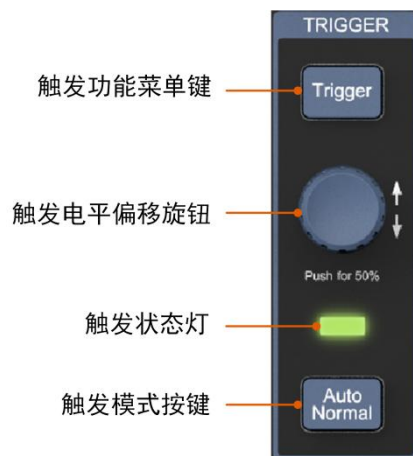 TRIGGER
触发功能菜单键
Trigger
触发电平偏移旋钮
Push for 50%
触发状态灯
触发模式按键
Auto
Normal